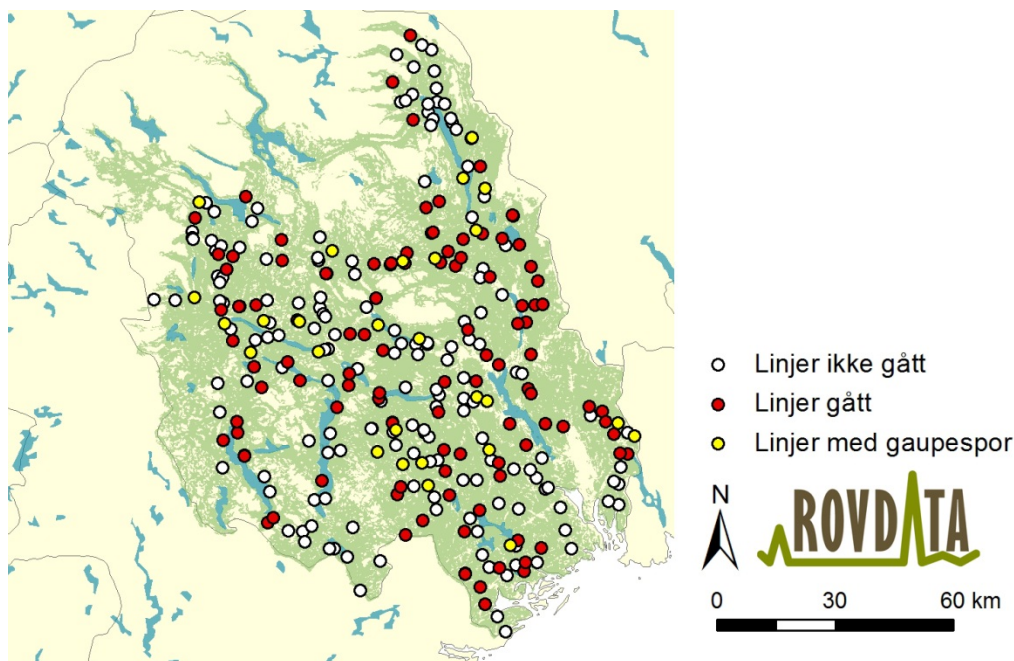 Linjer ikke gått
Linjer gått
Linjer med gaupespor
N
ROVDATA
0 30 60 km